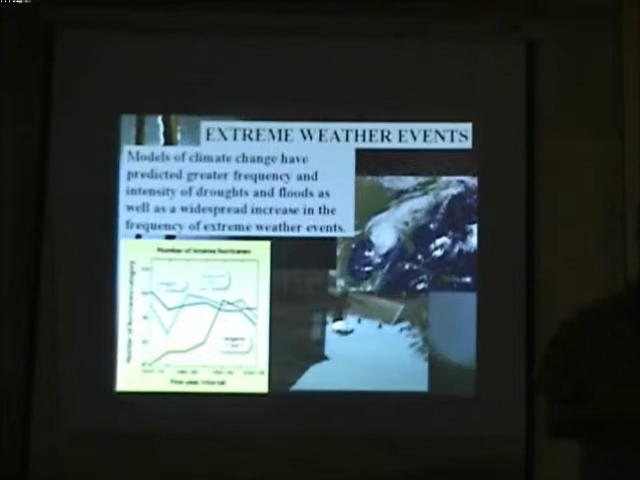 EXTREME WEATHER EVENTS
Models of climate change have
predicted greater frequency and
intensity of droughts and floods as
well as a widespread increase in the
frequency of extreme weather events.
Number of intense hurricanes
Five-year interval